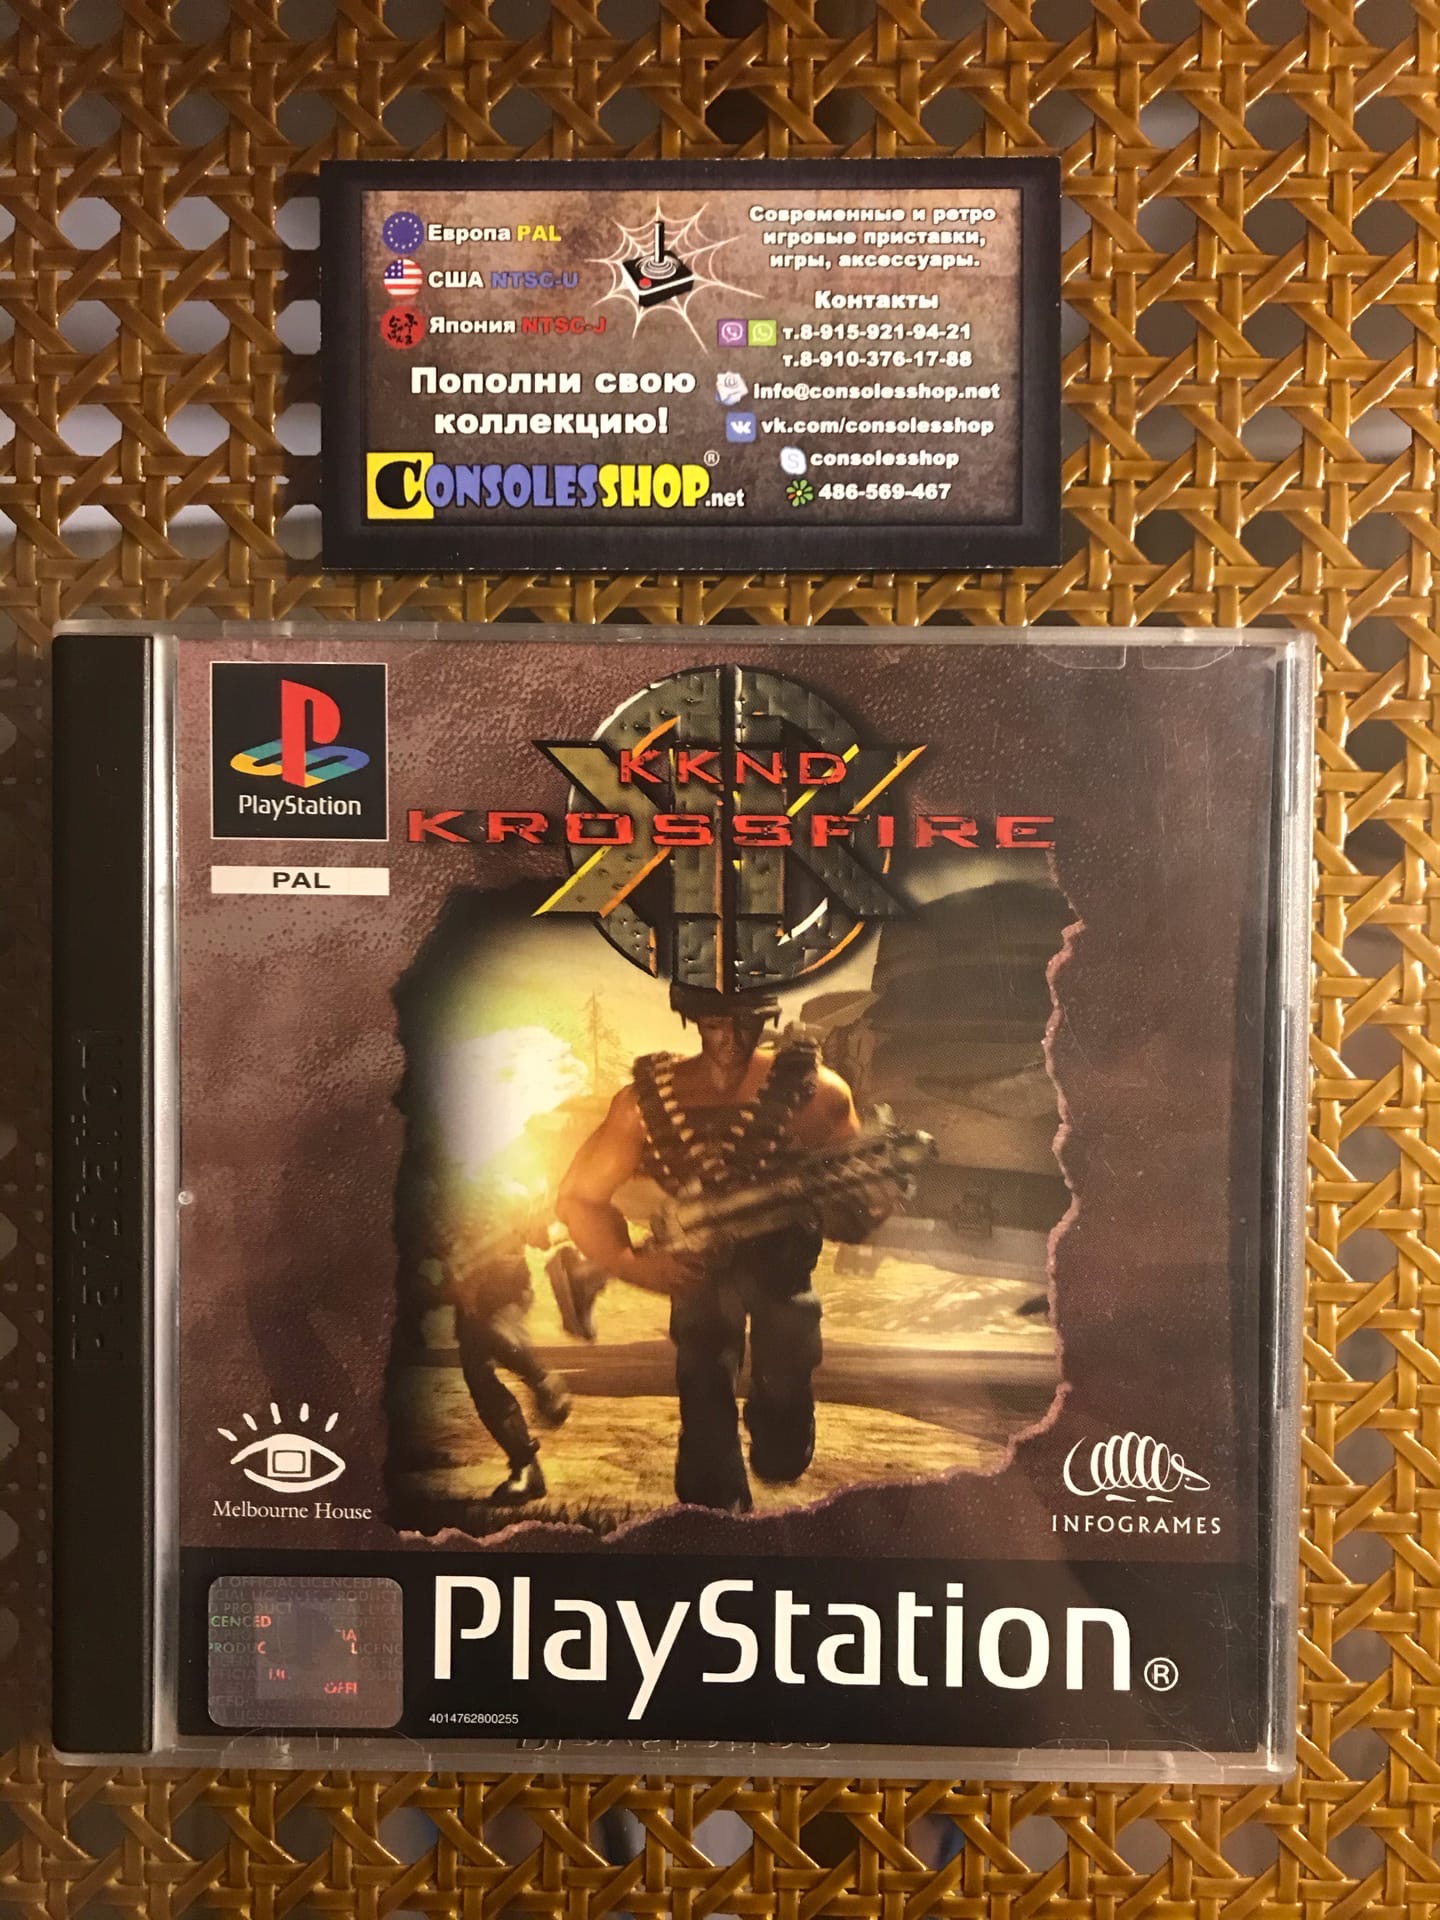 Европа PAL
США NTSC-U
Япония NTSC-J
Пополни свою
коллекцию!
CONSOLESSHOP.net
®
Современные и ретро
игровые приставки,
игры, аксессуары.
Контакты
т.8-915-921-94-21
т.8-910-376-17-88
info@consolesshop.net
vk.com/consolesshop
consolesshop
486-569-467
PlayStation
PlayStation
PAL
KKND
KROSSFIRE
Melbourne House
INFOGRAMES
PlayStation®
4014762800255